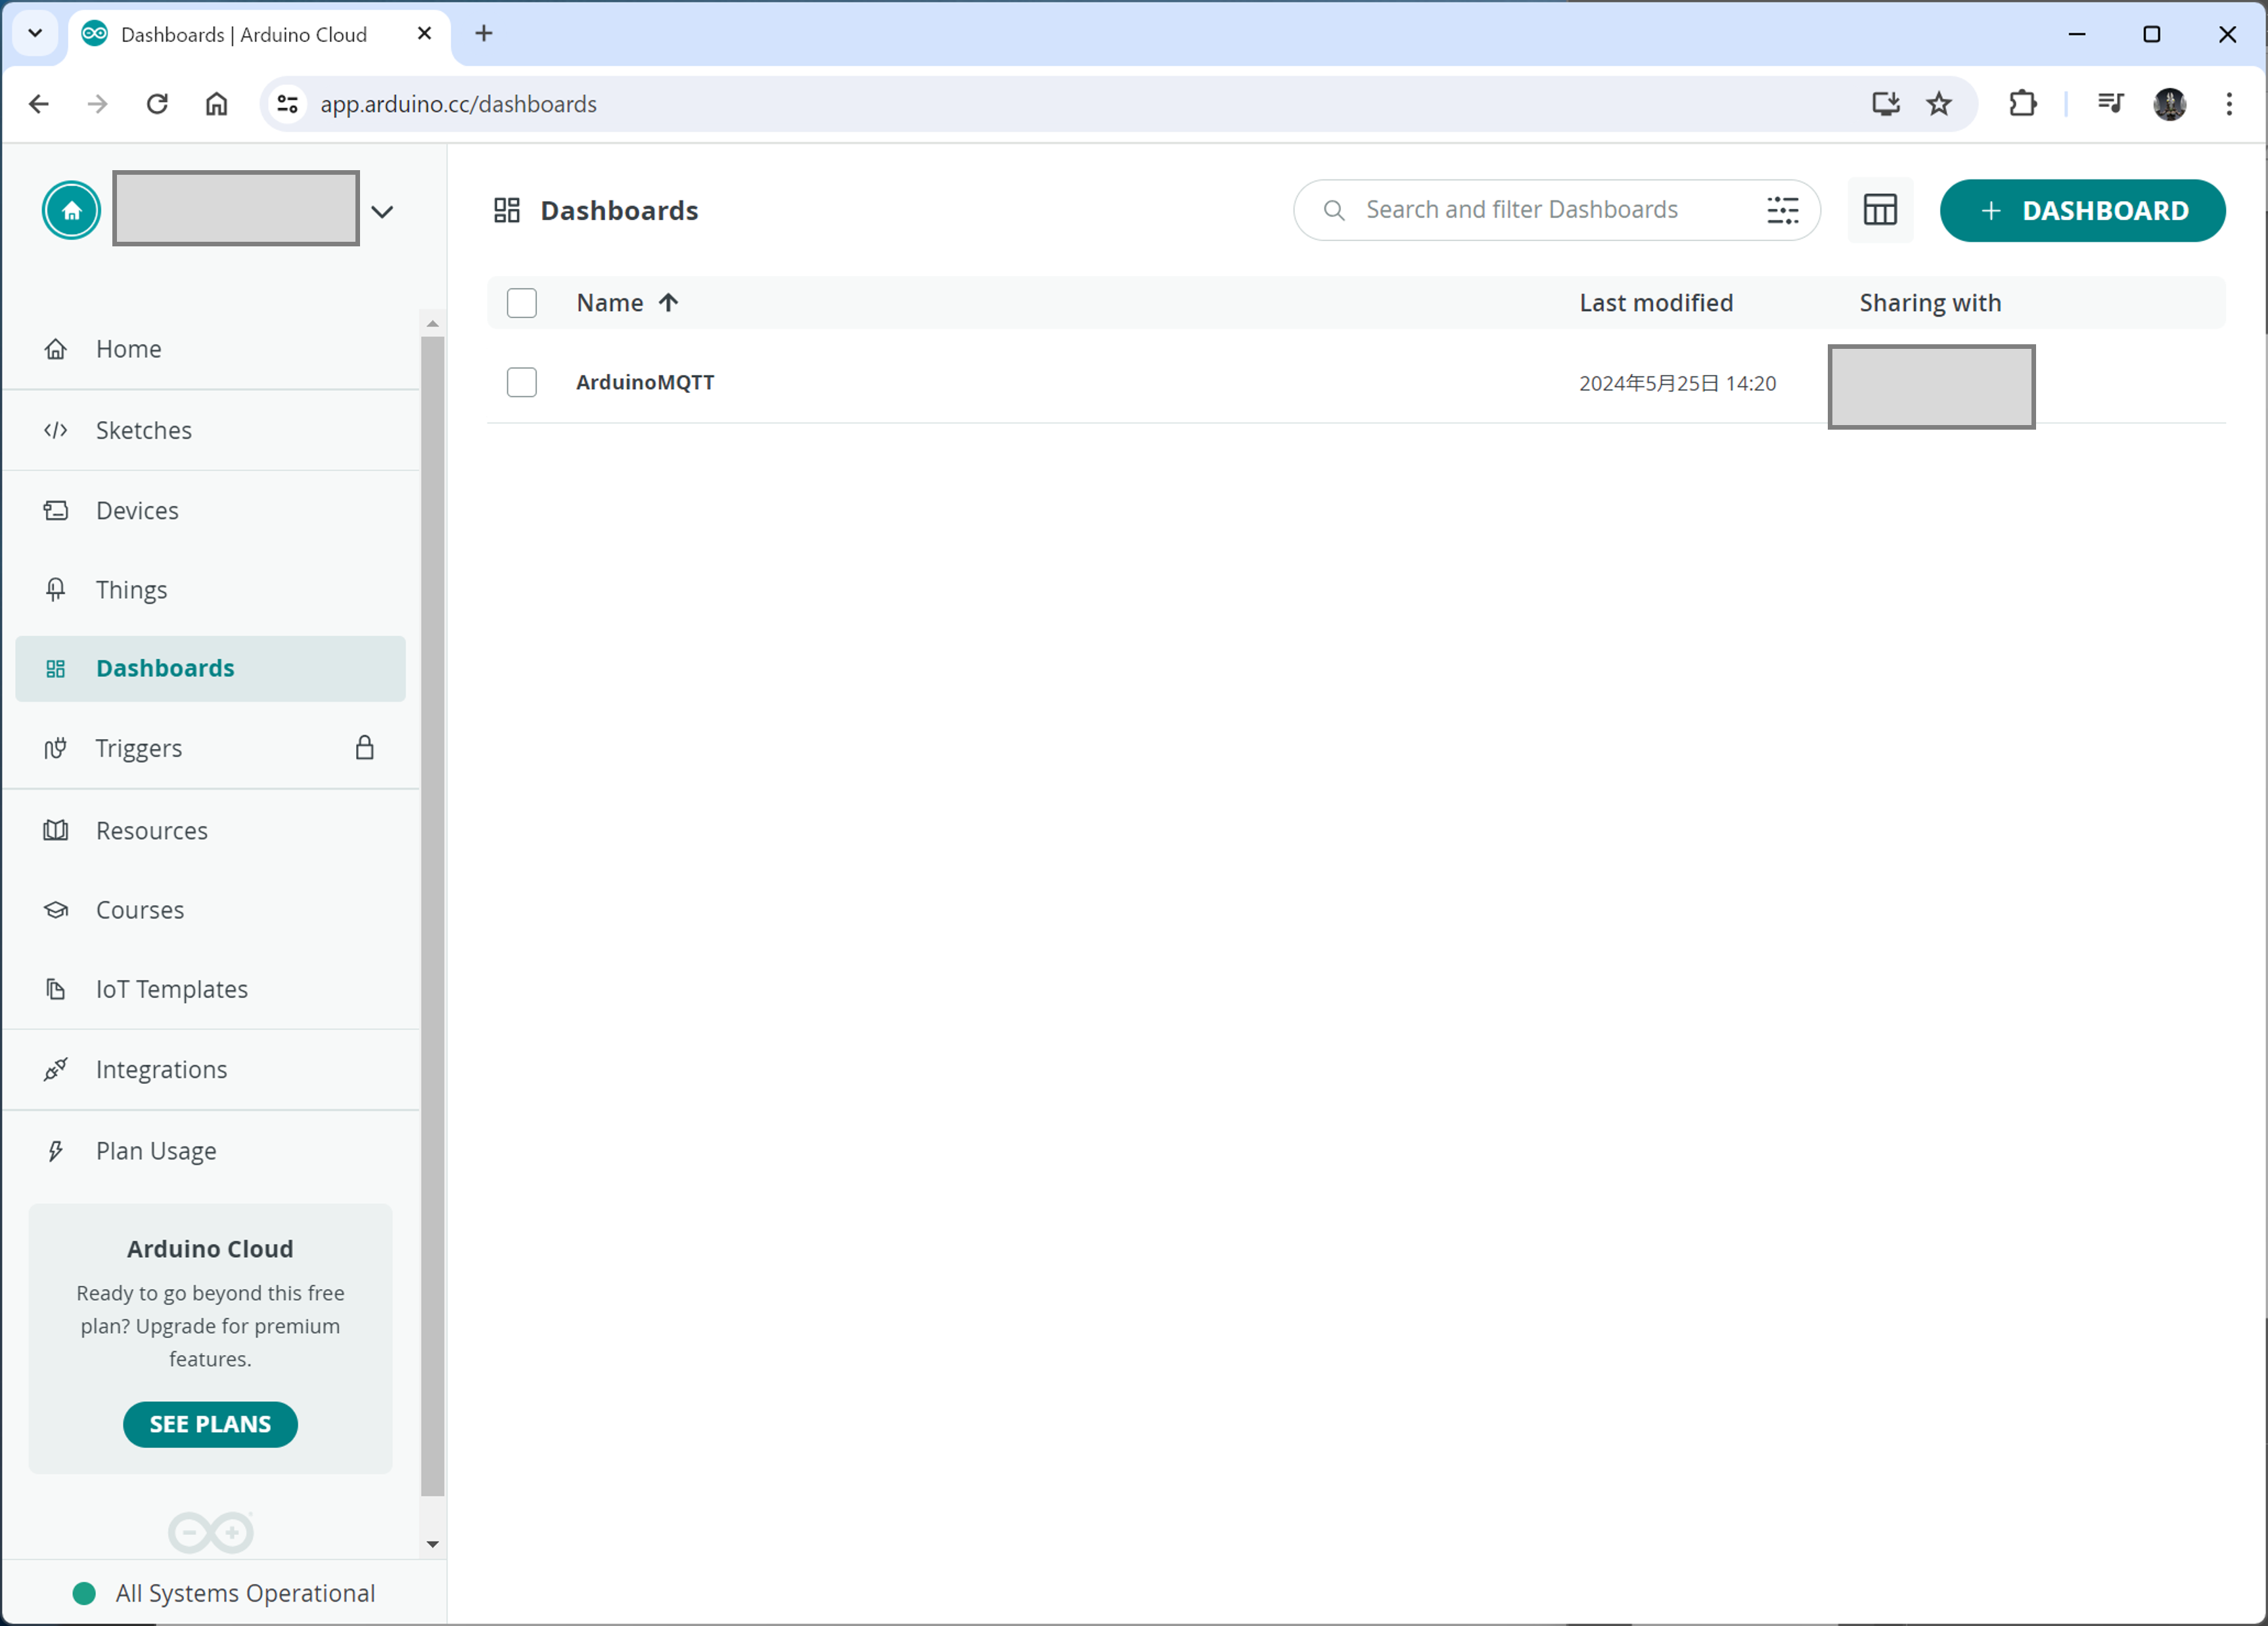 Dashboards | Arduino Cloud
app.arduino.cc/dashboards
Dashboards
Search and filter Dashboards
+ DASHBOARD
Name ↑ Last modified Sharing with
ArduinoMQTT 2024年5月25日 14:20
Home
Sketches
Devices
Things
Dashboards
Triggers
Resources
Courses
IoT Templates
Integrations
Plan Usage
Arduino Cloud
Ready to go beyond this free
plan? Upgrade for premium
features.
SEE PLANS
All Systems Operational